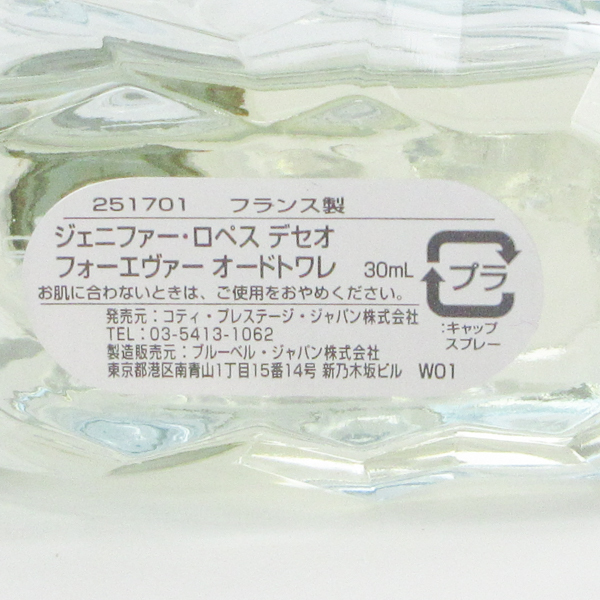 251701 フランス製
ジェニファー・ロペス デセオ
フォーエヴァー オードトワレ 30mL
お肌に合わないときは、ご使用をおやめください。
発売元：コティ・プレステージ・ジャパン株式会社
TEL：03-5413-1062
製造販売元：ブルーベル・ジャパン株式会社
東京都港区南青山1丁目15番14号 新乃木坂ビル W01
プラ
：キャップ
スプレー